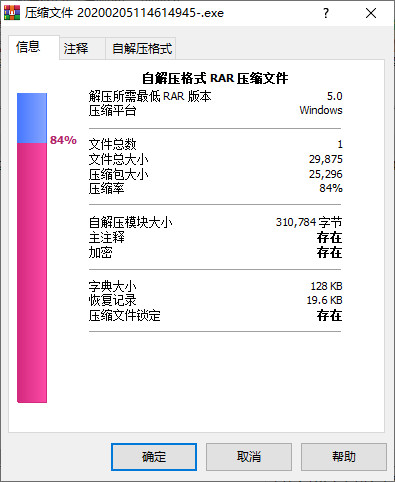 压缩文件 20200205114614945-.exe
信息 注释 自解压格式
自解压格式 RAR 压缩文件
解压所需最低 RAR 版本 5.0
压缩平台 Windows
84%
文件总数 1
文件总大小 29,875
压缩包大小 25,296
压缩率 84%
自解压模块大小 310,784 字节
主注释 存在
加密 存在
字典大小 128 KB
恢复记录 19.6 KB
压缩文件锁定 存在
确定 取消 帮助